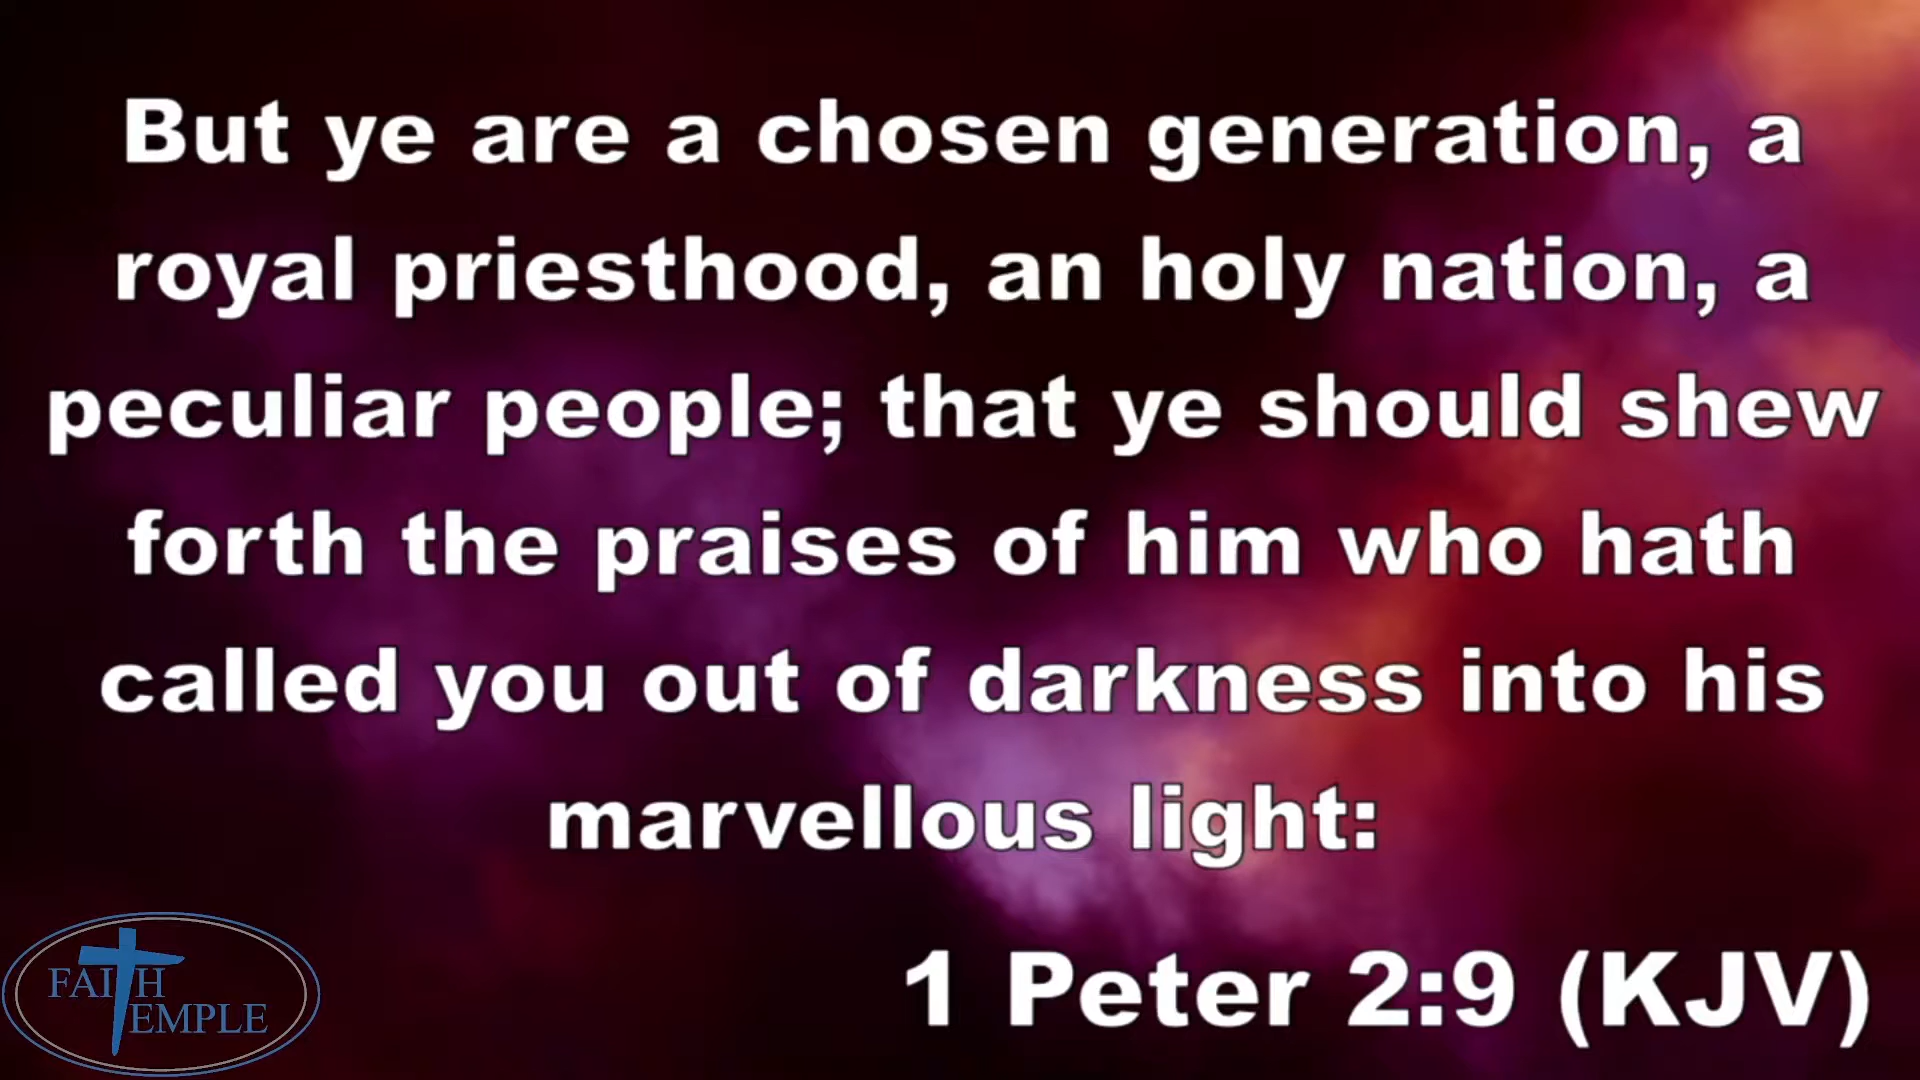 But ye are a chosen generation, a
royal priesthood, an holy nation, a
peculiar people; that ye should shew
forth the praises of him who hath
called you out of darkness into his
marvellous light:
1 Peter 2:9 (KJV)
FAITH
TEMPLE